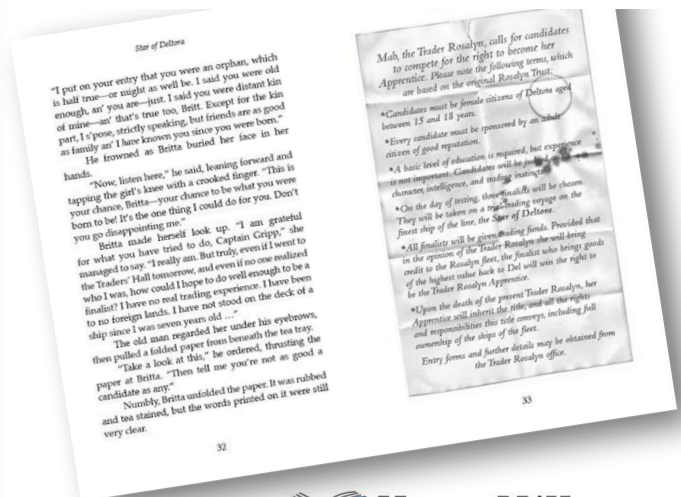 Star of Deltora
"I put on your entry that you were an orphan, which
is half true—or might as well be. I said you were old
enough, an' you are—just. I said you were distant kin
of mine—an' that's true too, Britt. Except for the kin
part, I s'pose, strictly speaking, but friends are as good
as family an' I have known you since you were born."
He frowned as Britta buried her face in her
hands.
"Now, listen here," he said, leaning forward and
tapping the girl's knee with a crooked finger. "This is
your chance, Britta—your chance to be what you were
born to be! It's the one thing I could do for you. Don't
you go disappointing me."
Britta made herself look up. "I am grateful
for what you have tried to do, Captain Gripp," she
managed to say. "I really am. But truly, even if I went to
the Traders' Hall tomorrow, and even if no one realized
who I was, how could I hope to do well enough to be a
finalist? I have no real trading experience. I have been
to no foreign lands. I have not stood on the deck of a
ship since I was seven years old ..."
The old man regarded her under his eyebrows,
then pulled a folded paper from beneath the tea tray.
"Take a look at this," he ordered, thrusting the
paper at Britta. "Then tell me you're not as good a
candidate as any."
Numbly, Britta unfolded the paper. It was rubbed
and tea stained, but the words printed on it were still
very clear.
32
Mab, the Trader Rosalyn, calls for candidates
to compete for the right to become her
Apprentice. Please note the following terms, which
are based on the original Rosalyn Trust:
*Candidates must be female citizens of Deltora aged
between 15 and 18 years.
*Every candidate must be sponsored by an adult
citizen of good reputation.
*A basic level of education is required, but experience
is not important. Candidates will be judged
character, intelligence, and trading instinct
*On the day of testing, three finalists will be chosen.
They will be taken on a trial trading voyage on the
finest ship of the line, the Star of Deltora.
*All finalists will be given trading funds. Provided that
in the opinion of the Trader Rosalyn she will bring
credit to the Rosalyn fleet, the finalist who brings goods
of the highest value back to Del will win the right to
be the Trader Rosalyn Apprentice.
*Upon the death of the present Trader Rosalyn, her
Apprentice will inherit the title, and all the rights
and responsibilities this title conveys, including full
ownership of the ships of the fleet.
Entry forms and further details may be obtained from
the Trader Rosalyn office.
33